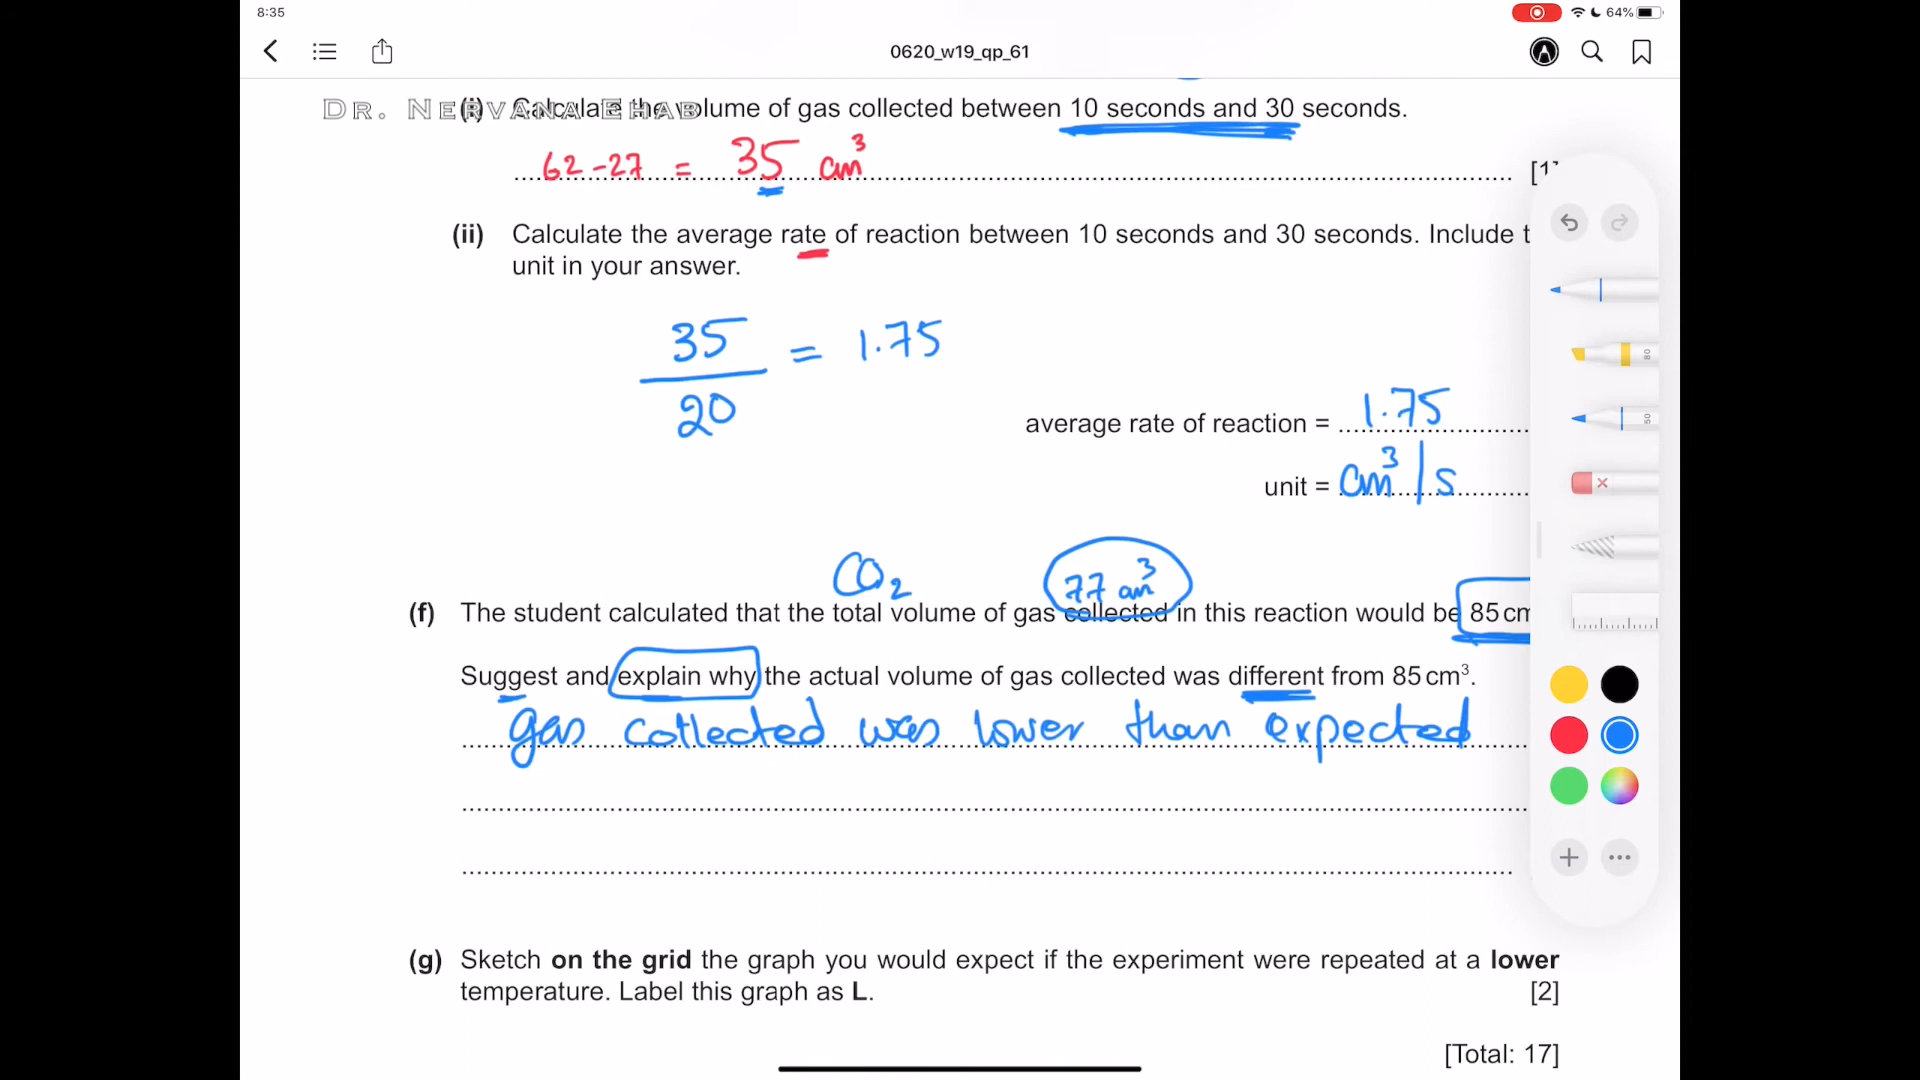 8:35
64%
0620_w19_qp_61
DR. NERVANA EHAB
(i) Calculate the volume of gas collected between 10 seconds and 30 seconds.
62-27 = 35 cm³
[1]
(ii) Calculate the average rate of reaction between 10 seconds and 30 seconds. Include t
unit in your answer.
35
20
= 1.75
average rate of reaction = 1.75
unit = cm³/s
80
50
CO₂ 77 cm³
(f) The student calculated that the total volume of gas collected in this reaction would be 85 cm
Suggest and explain why the actual volume of gas collected was different from 85 cm³.
gas collected was lower than expected
(g) Sketch on the grid the graph you would expect if the experiment were repeated at a lower
temperature. Label this graph as L. [2]
[Total: 17]